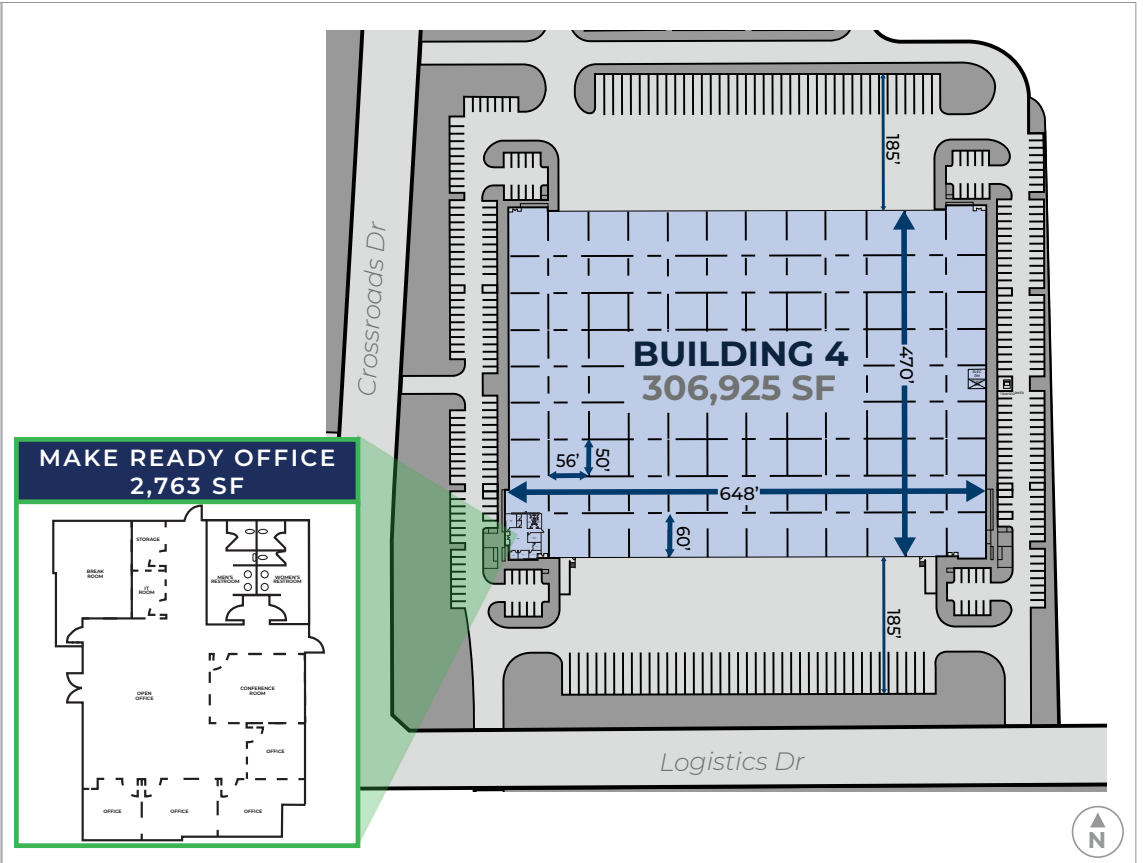 185'
Crossroads Dr
BUILDING 4
306,925 SF
470'
ELEC
RM
56'
50'
648'
60'
185'
MAKE READY OFFICE
2,763 SF
STORAGE
BREAK
ROOM
IT
ROOM
MEN'S
RESTROOM
WOMEN'S
RESTROOM
OPEN
OFFICE
CONFERENCE
ROOM
OFFICE
OFFICE
OFFICE
OFFICE
Logistics Dr
N